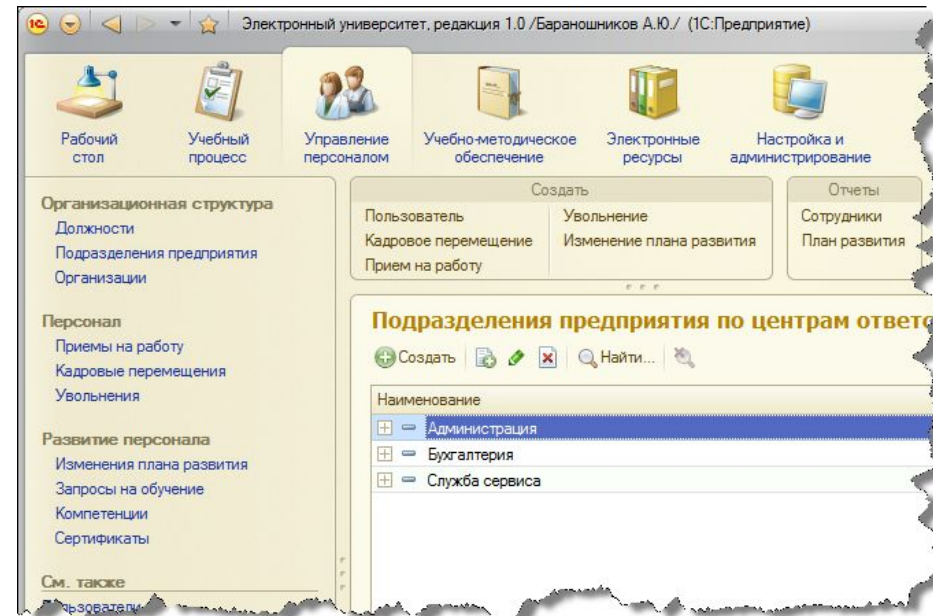 Электронный университет, редакция 1.0 /Бараношников А.Ю./ (1С:Предприятие)
Рабочий стол
Учебный процесс
Управление персоналом
Учебно-методическое обеспечение
Электронные ресурсы
Настройка и администрирование
Организационная структура
Должности
Подразделения предприятия
Организации
Персонал
Приемы на работу
Кадровые перемещения
Увольнения
Развитие персонала
Изменения плана развития
Запросы на обучение
Компетенции
Сертификаты
См. также
Пользователи
Создать
Пользователь
Кадровое перемещение
Прием на работу
Увольнение
Изменение плана развития
Отчеты
Сотрудники
План развития
Подразделения предприятия по центрам ответс
Создать
Найти...
Наименование
Администрация
Бухгалтерия
Служба сервиса